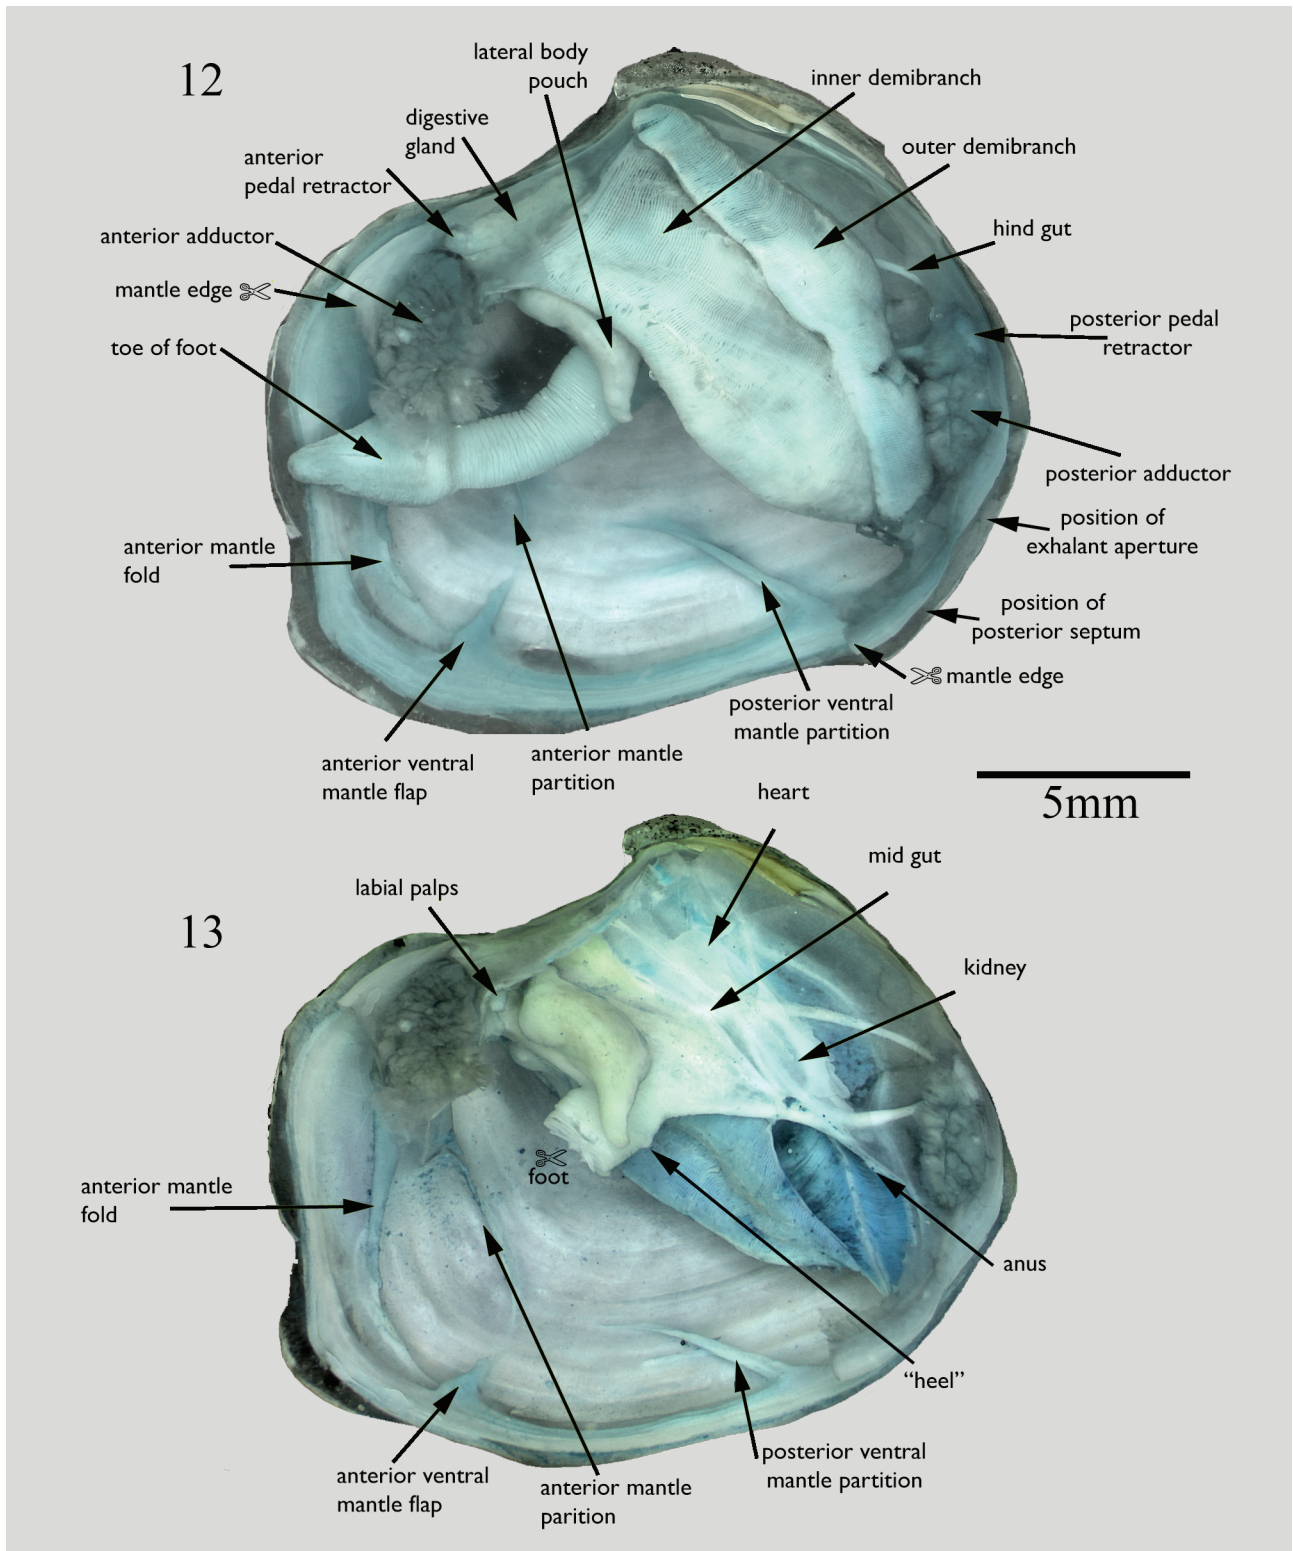 12
lateral body
pouch
inner demibranch
digestive
gland
outer demibranch
anterior
pedal retractor
anterior adductor
hind gut
mantle edge
posterior pedal
retractor
toe of foot
posterior adductor
position of
exhalant aperture
anterior mantle
fold
position of
posterior septum
mantle edge
posterior ventral
mantle partition
anterior ventral
mantle flap
anterior mantle
partition
5mm
heart
mid gut
labial palps
13
kidney
foot
anterior mantle
fold
anus
“heel”
posterior ventral
mantle partition
anterior ventral
mantle flap
anterior mantle
parition